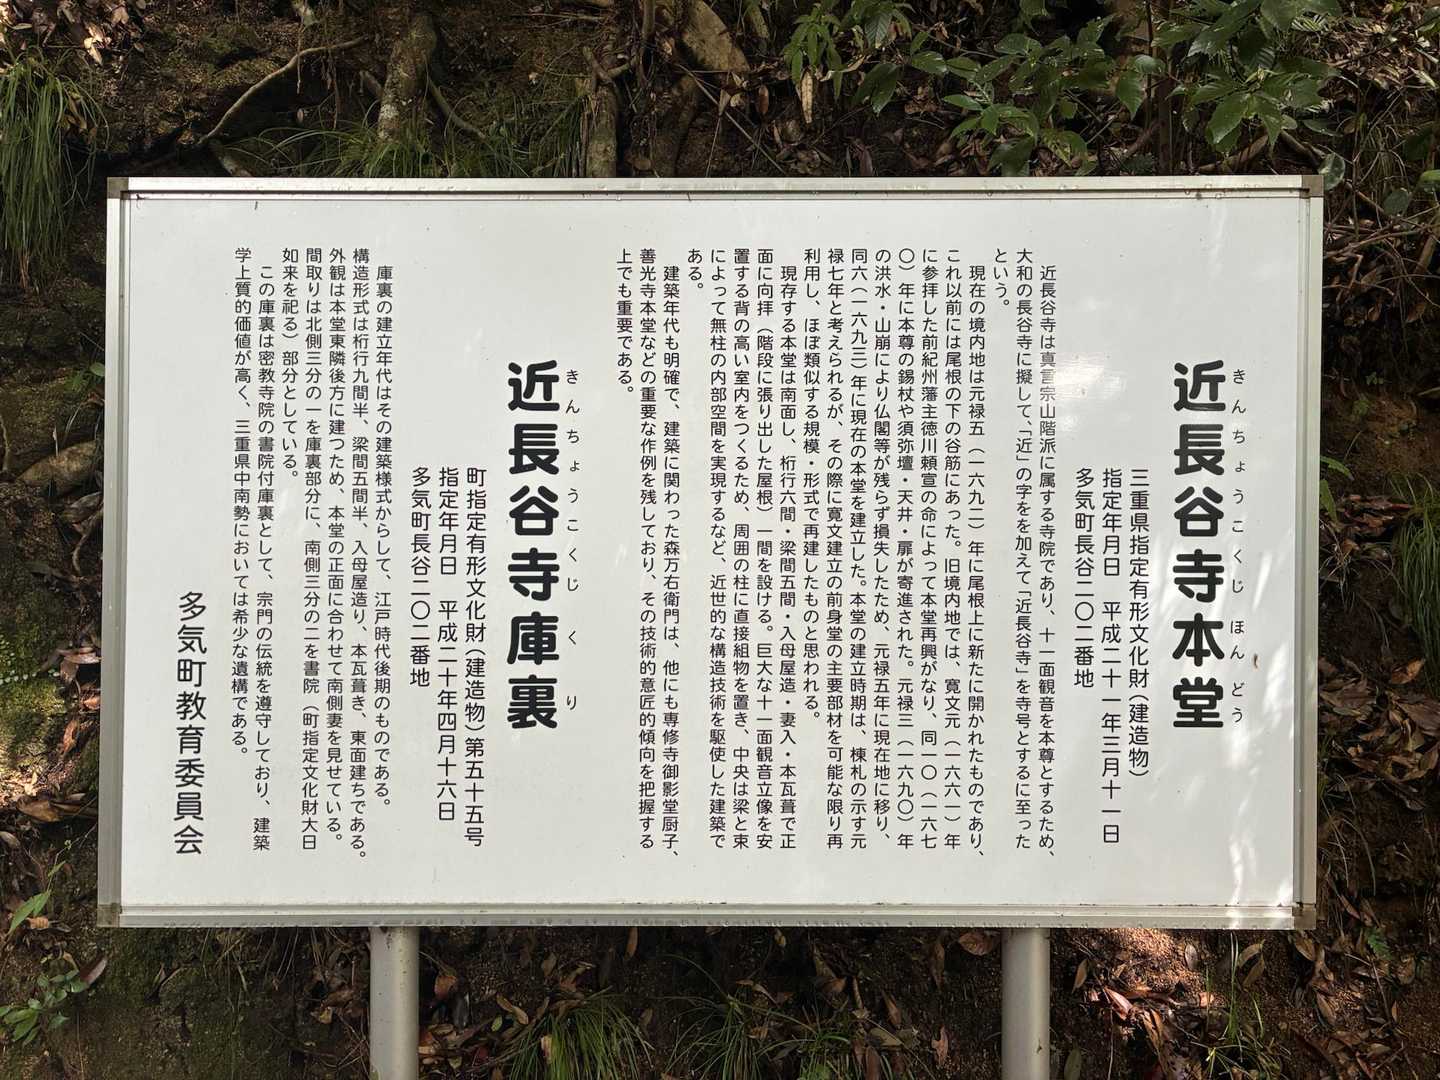 近長谷寺本堂
きんちょうこくじ ほんどう
三重県指定有形文化財(建造物)
指定年月日 平成二十一年三月十一日
多気町長谷二〇二番地
近長谷寺は真言宗山階派に属する寺院であり、十一面観音を本尊とするため、
大和の長谷寺に擬して、「近」の字をを加えて「近長谷寺」を寺号とするに至った
という。
現在の境内地は元禄五(一六九二)年に尾根上に新たに開かれたものであり、
これ以前には尾根の下の谷筋にあった。旧境内地では、寛文元(一六六一)年
に参拝した前紀州藩主徳川頼宣の命によって本堂再興がなり、同一〇(一六七
〇)年に本尊の錫杖や須弥壇・天井・扉が寄進された。元禄三(一六九〇)年
の洪水・山崩により仏閣等が残らず損失したため、元禄五年に現在地に移り、
同六(一六九三)年に現在の本堂を建立した。本堂の建立時期は、棟札の示す元
禄七年と考えられるが、その際に寛文建立の前身堂の主要部材を可能な限り再
利用し、ほぼ類似する規模・形式で再建したものと思われる。
現存する本堂は南面し、桁行六間・梁間五間・入母屋造・妻入・本瓦葺で正
面に向拝(階段に張り出した屋根)一間を設ける。巨大な十一面観音立像を安
置する背の高い室内をつくるため、周囲の柱に直接組物を置き、中央は梁と束
によって無柱の内部空間を実現するなど、近世的な構造技術を駆使した建築で
ある。
建築年代も明確で、建築に関わった森万右衛門は、他にも専修寺御影堂厨子、
善光寺本堂などの重要な作例を残しており、その技術的意匠的傾向を把握する
上でも重要である。
近長谷寺庫裏
きんちょうこくじ くり
町指定有形文化財(建造物)第五十五号
指定年月日 平成二十年四月十六日
多気町長谷二〇二番地
庫裏の建立年代はその建築様式からして、江戸時代後期のものである。
構造形式は桁行九間半、梁間五間半、入母屋造り、本瓦葺き、東面建ちである。
外観は本堂東隣後方に建つため、本堂の正面に合わせて南側妻を見せている。
間取りは北側三分の一を庫裏部分に、南側三分の二を書院(町指定文化財大日
如来を祀る)部分としている。
この庫裏は密教寺院の書院付庫裏として、宗門の伝統を遵守しており、建築
学上質的価値が高く、三重県中南勢においては希少な遺構である。
多気町教育委員会